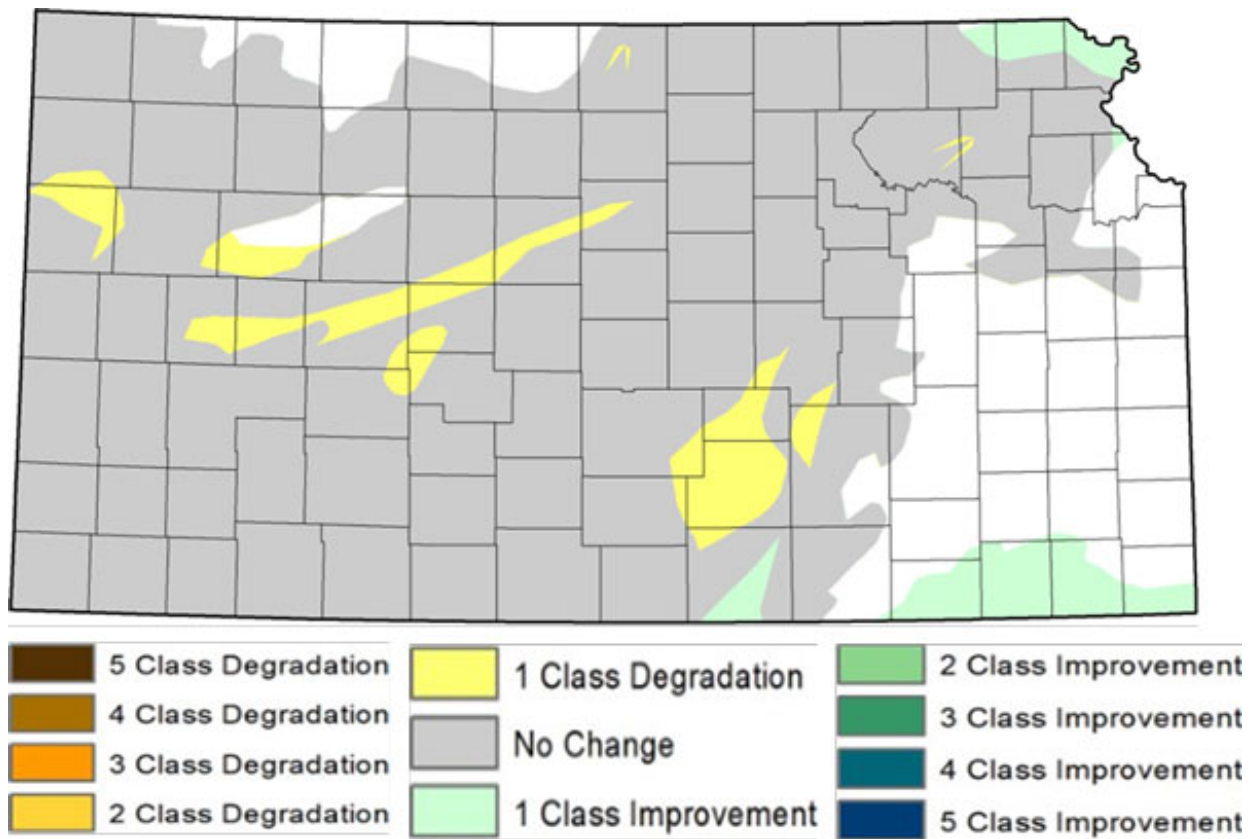 5 Class Degradation
4 Class Degradation
3 Class Degradation
2 Class Degradation
1 Class Degradation
No Change
1 Class Improvement
2 Class Improvement
3 Class Improvement
4 Class Improvement
5 Class Improvement